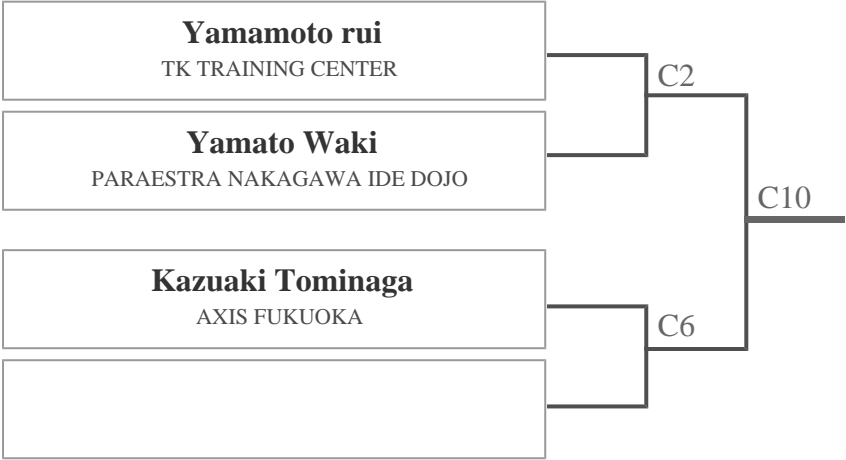 Yamamoto rui
TK TRAINING CENTER
C2
Yamato Waki
PARAESTRA NAKAGAWA IDE DOJO
C10
Kazuaki Tominaga
AXIS FUKUOKA
C6